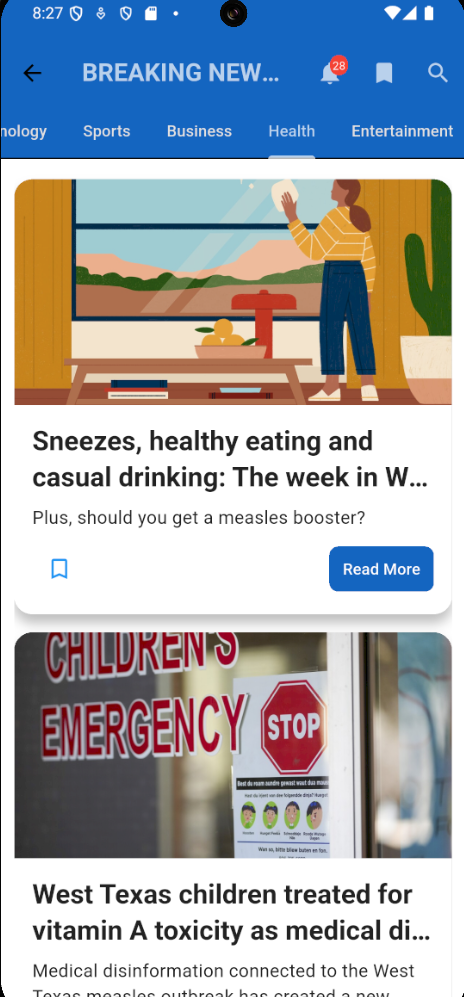 8:27
BREAKING NEW...
28
nology Sports Business Health Entertainment
Sneezes, healthy eating and
casual drinking: The week in W...
Plus, should you get a measles booster?
Read More
CHILDREN'S
EMERGENCY
STOP
West Texas children treated for
vitamin A toxicity as medical di...
Medical disinformation connected to the West
Texas measles outbreak has created a new